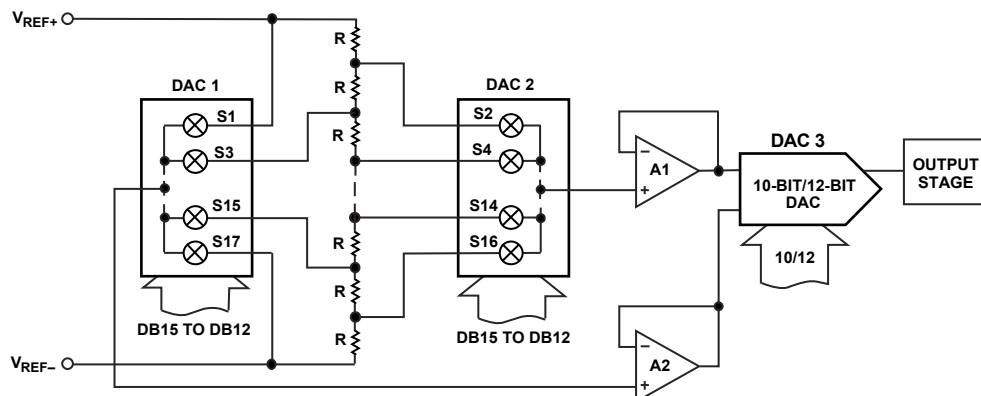 VREF+
R
DAC 1
DAC 2
R
S1
S2
R
DAC 3
S3
S4
A1
10-BIT/12-BIT
DAC
OUTPUT
STAGE
S15
S14
R
S17
S16
10/12
R
DB15 TO DB12
DB15 TO DB12
R
VREF–
A2